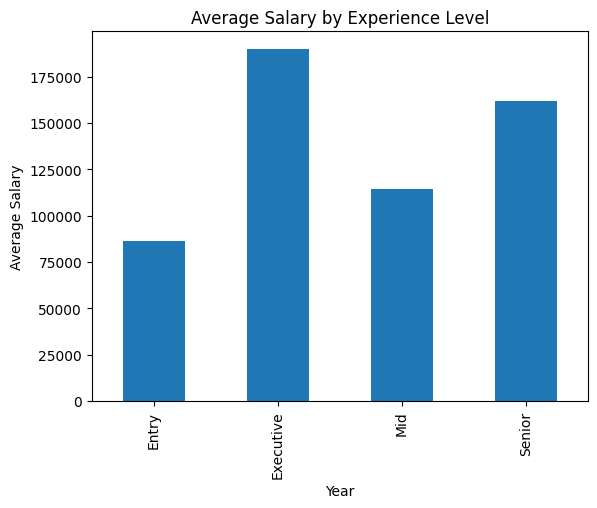 Average Salary by Experience Level
175000
150000
125000
100000
75000
50000
25000
0
Average Salary
Entry
Executive
Mid
Senior
Year